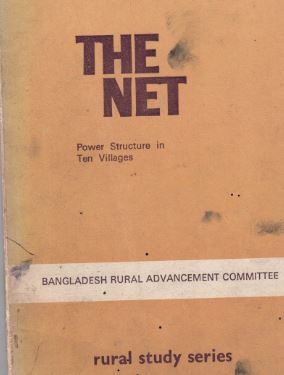 THE
NET
Power Structure in
Ten Villages
BANGLADESH RURAL ADVANCEMENT COMMITTEE
rural study series